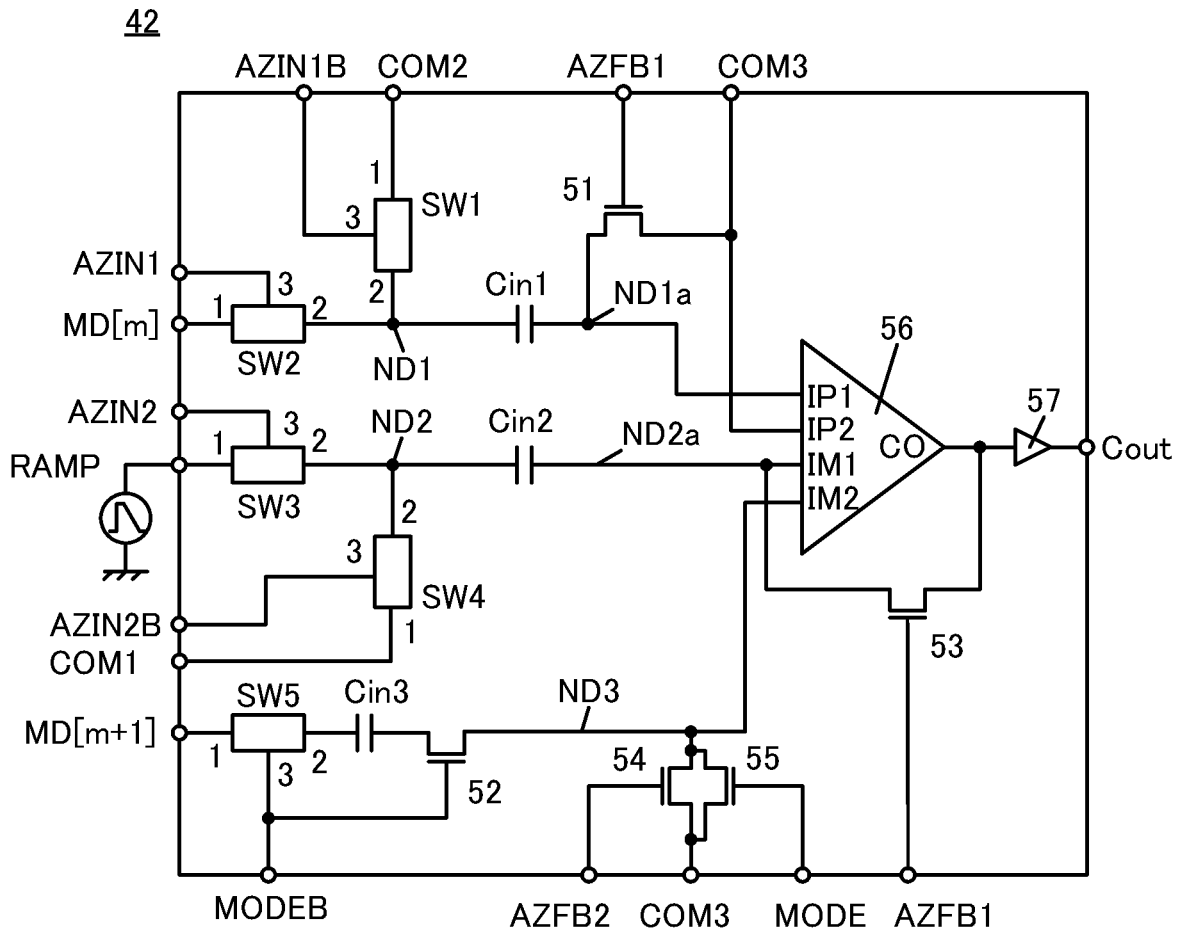 42
AZIN1B COM2 AZFB1 COM3
1
SW1
3
51
2
AZIN1
3
1 2
MD[m]
SW2
ND1
Cin1
ND1a
56
IP1
IP2
IM1
IM2
CO
57
Cout
AZIN2
3
1 2
RAMP
SW3
ND2
Cin2
ND2a
2
3
SW4
1
AZIN2B
COM1
53
SW5
Cin3
ND3
MD[m+1]
1 2
3
52
54 55
MODEB AZFB2 COM3 MODE AZFB1